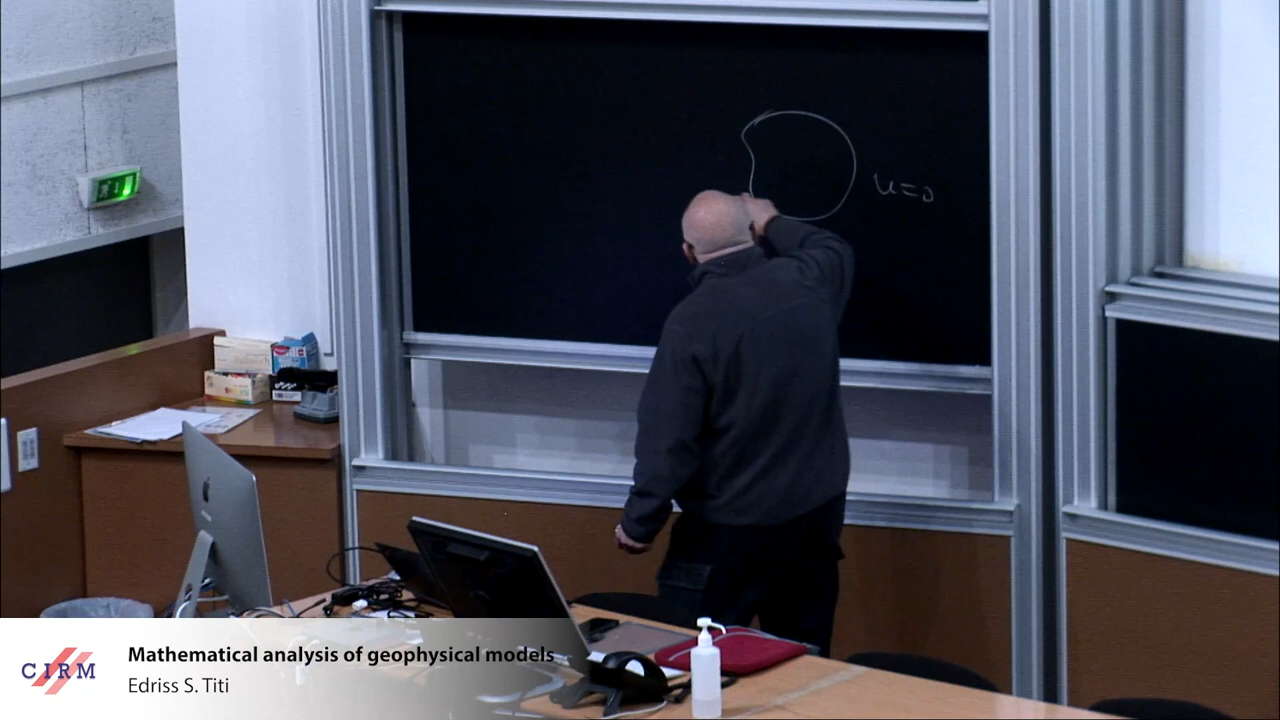 u=0
CIRM
Mathematical analysis of geophysical models
Edriss S. Titi